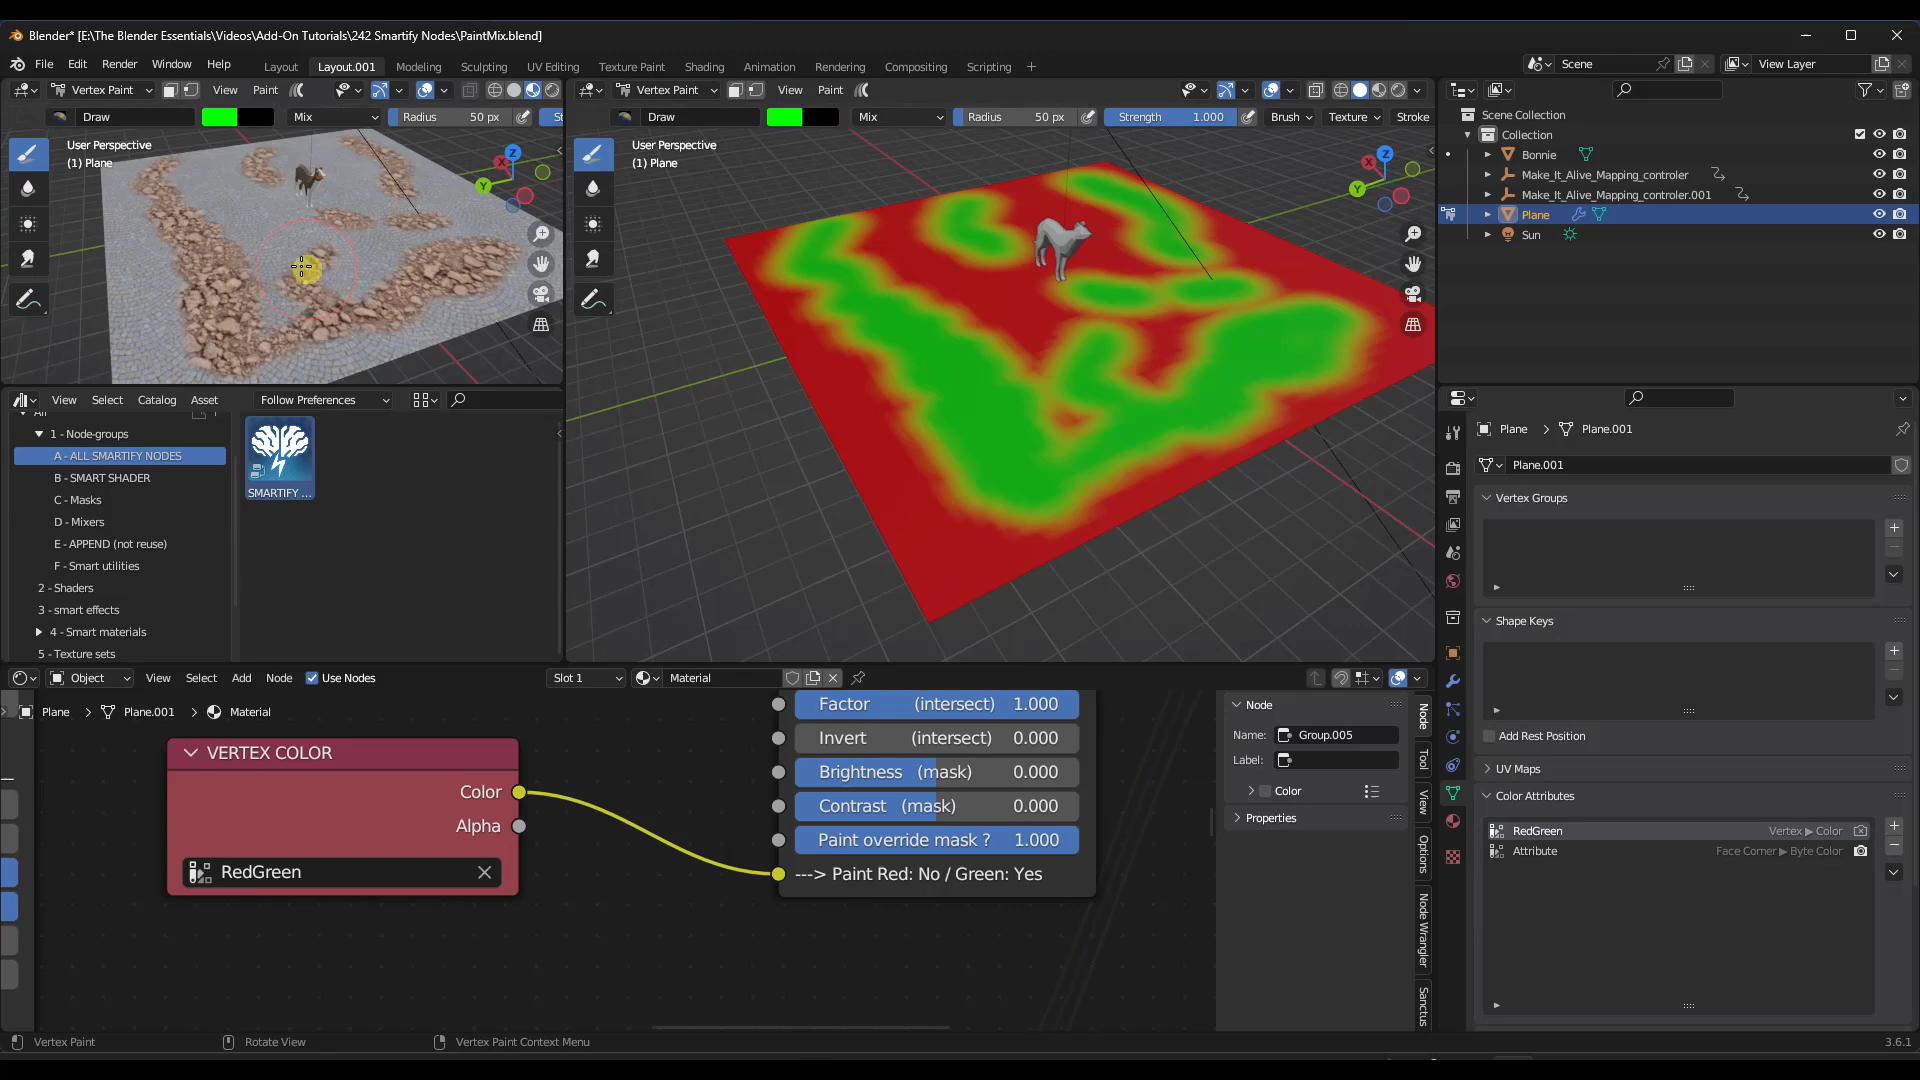 Blender* [E:\The Blender Essentials\Videos\Add-On Tutorials\242 Smartify Nodes\PaintMix.blend]
File Edit Render Window Help Layout Layout.001 Modeling Sculpting UV Editing Texture Paint Shading Animation Rendering Compositing Scripting + Scene View Layer
Vertex Paint View Paint
Draw Mix Radius 50 px St
User Perspective
(1) Plane
Z
X
Y
Vertex Paint View Paint
Draw Mix Radius 50 px Strength 1.000 Brush Texture Stroke
User Perspective
(1) Plane
Z
X
Y
Scene Collection
Collection
Bonnie
Make_It_Alive_Mapping_controler
Make_It_Alive_Mapping_controler.001
Plane
Sun
View Select Catalog Asset Follow Preferences
All
1 - Node-groups
A - ALL SMARTIFY NODES
B - SMART SHADER
C - Masks
D - Mixers
E - APPEND (not reuse)
F - Smart utilities
2 - Shaders
3 - smart effects
4 - Smart materials
5 - Texture sets
SMARTIFY ...
Plane > Plane.001
Plane.001
Vertex Groups
Shape Keys
Add Rest Position
UV Maps
Color Attributes
RedGreen Vertex ▶ Color
Attribute Face Corner ▶ Byte Color
Object View Select Add Node Use Nodes Slot 1 Material
Plane > Plane.001 > Material
VERTEX COLOR
Color
Alpha
RedGreen
Factor (intersect) 1.000
Invert (intersect) 0.000
Brightness (mask) 0.000
Contrast (mask) 0.000
Paint override mask ? 1.000
---> Paint Red: No / Green: Yes
Node
Name: Group.005
Label:
Color
Properties
Node
Tool
View
Options
Node Wrangler
Sanctus
Vertex Paint Rotate View Vertex Paint Context Menu 3.6.1